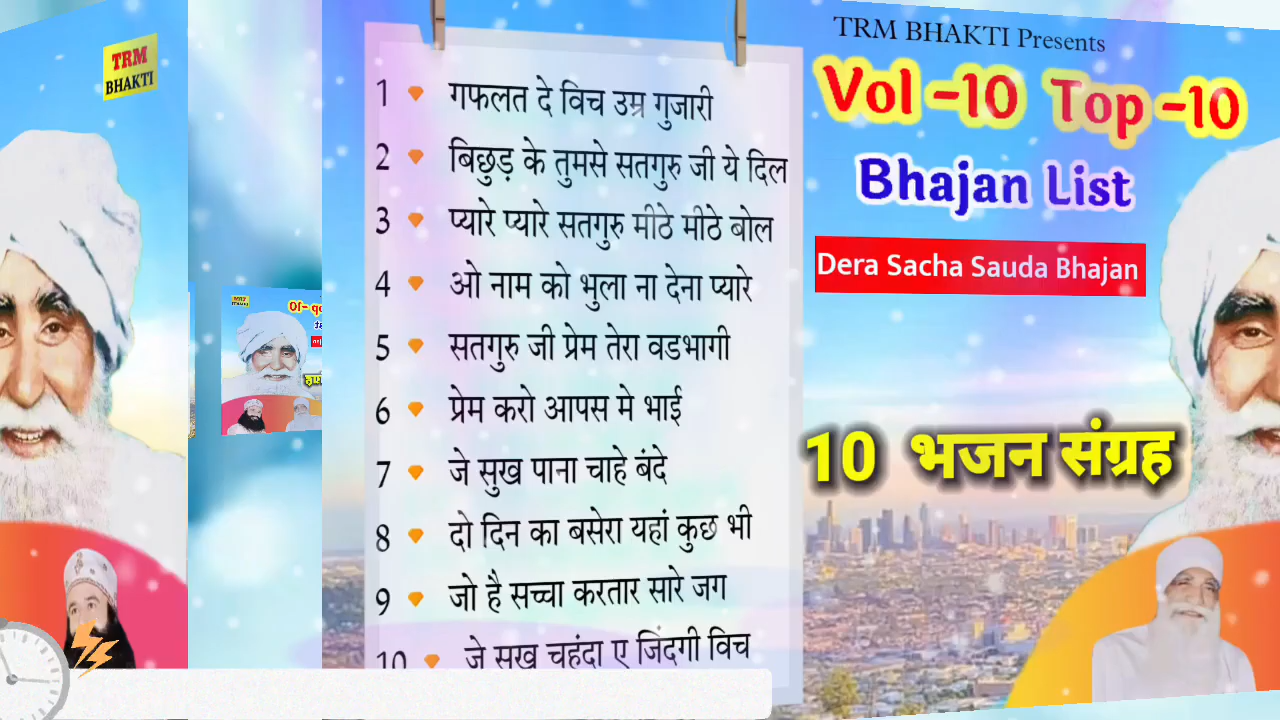 TRM
BHAKTI
TRM BHAKTI Presents
Vol -10 Top -10
Bhajan List
Dera Sacha Sauda Bhajan
10 भजन संग्रह
1 गफलत दे विच उम्र गुजारी
2 बिछुड़ के तुमसे सतगुरु जी ये दिल
3 प्यारे प्यारे सतगुरु मीठे मीठे बोल
4 ओ नाम को भुला ना देना प्यारे
5 सतगुरु जी प्रेम तेरा वडभागी
6 प्रेम करो आपस मे भाई
7 जे सुख पाना चाहे बंदे
8 दो दिन का बसेरा यहां कुछ भी
9 जो है सच्चा करतार सारे जग
10 जे सुख चहंदा ए जिंदगी विच